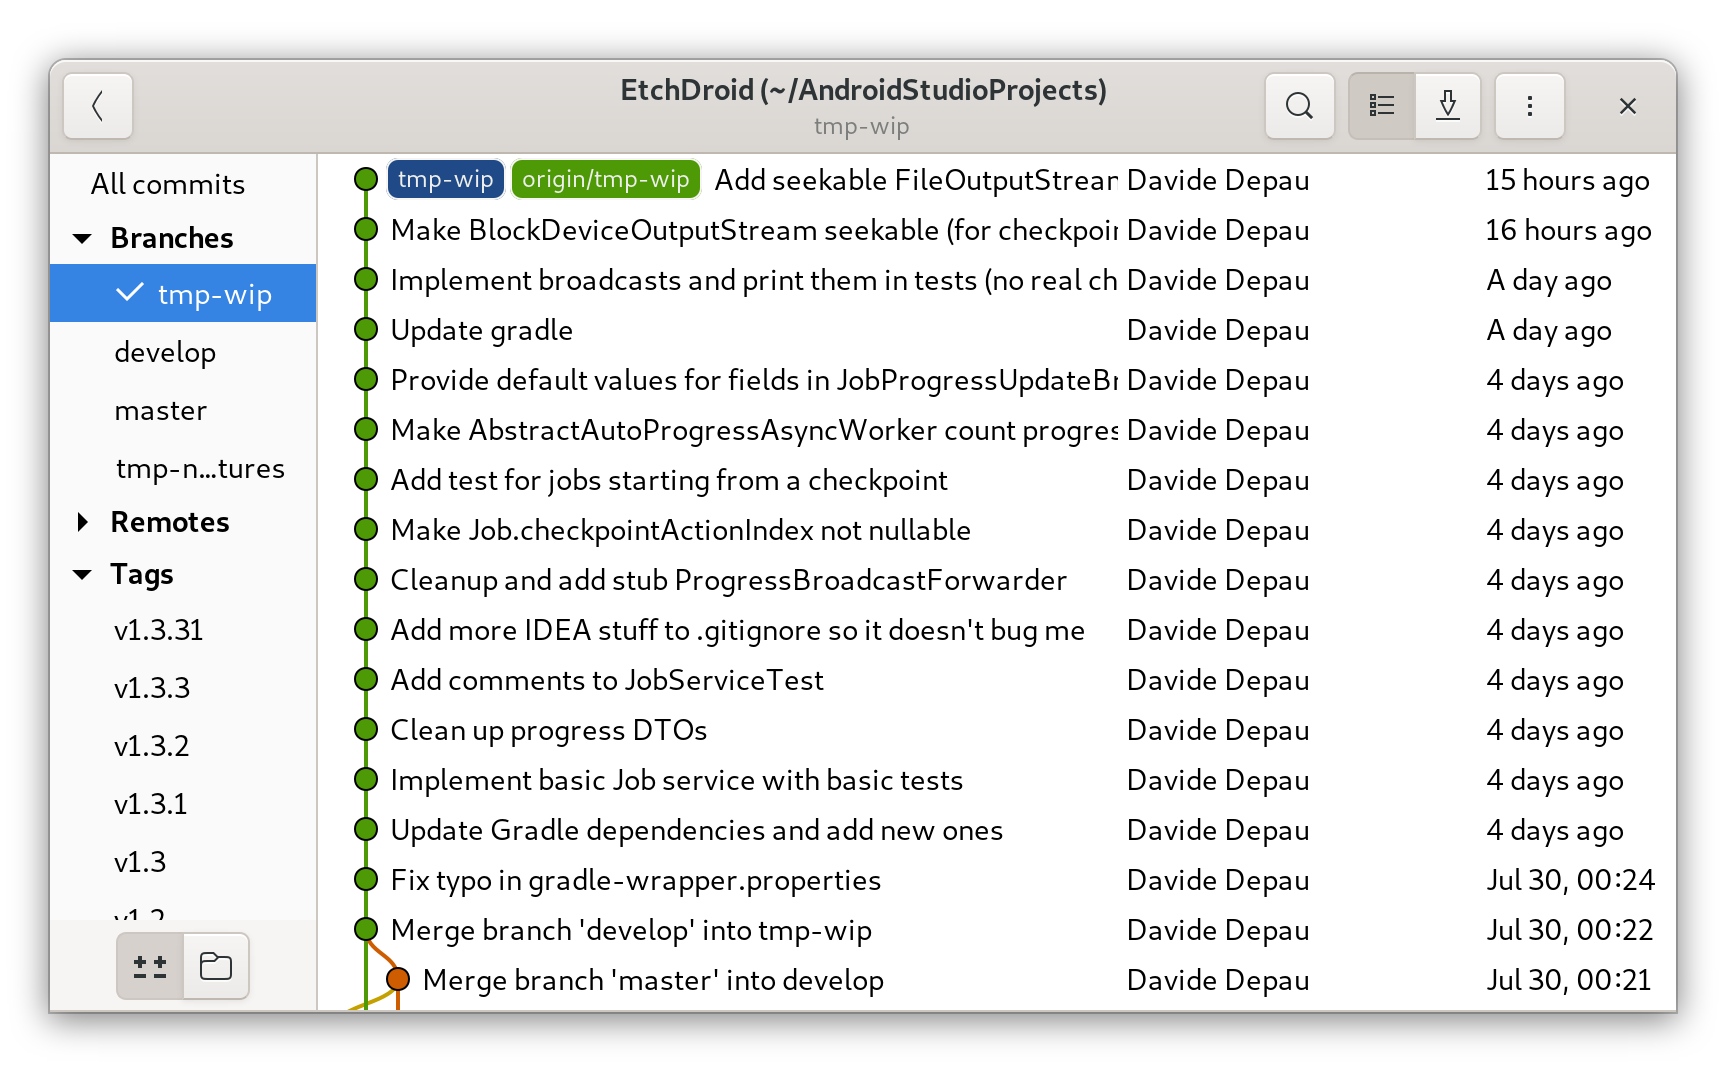 EtchDroid (~/AndroidStudioProjects)
tmp-wip
All commits
Branches
tmp-wip
develop
master
tmp-n...tures
Remotes
Tags
v1.3.31
v1.3.3
v1.3.2
v1.3.1
v1.3
v1.2
tmp-wip origin/tmp-wip Add seekable Davide Depau 15 hours ago
Make BlockDeviceOutputStream seekable (for Davide Depau 16 hours ago
Implement broadcasts and print them in tests (no real ch Davide Depau A day ago
Update gradle Davide Depau A day ago
Provide default values for fields in Davide Depau 4 days ago
Make AbstractAutoProgressAsyncWorker count progres Davide Depau 4 days ago
Add test for jobs starting from a checkpoint Davide Depau 4 days ago
Make Job.checkpointActionIndex not nullable Davide Depau 4 days ago
Cleanup and add stub ProgressBroadcastForwarder Davide Depau 4 days ago
Add more IDEA stuff to .gitignore so it doesn't bug me Davide Depau 4 days ago
Add comments to JobServiceTest Davide Depau 4 days ago
Clean up progress DTOs Davide Depau 4 days ago
Implement basic Job service with basic tests Davide Depau 4 days ago
Update Gradle dependencies and add new ones Davide Depau 4 days ago
Fix typo in gradle-wrapper.properties Davide Depau Jul 30, 00:24
Merge branch 'develop' into tmp-wip Davide Depau Jul 30, 00:22
Merge branch 'master' into develop Davide Depau Jul 30, 00:21